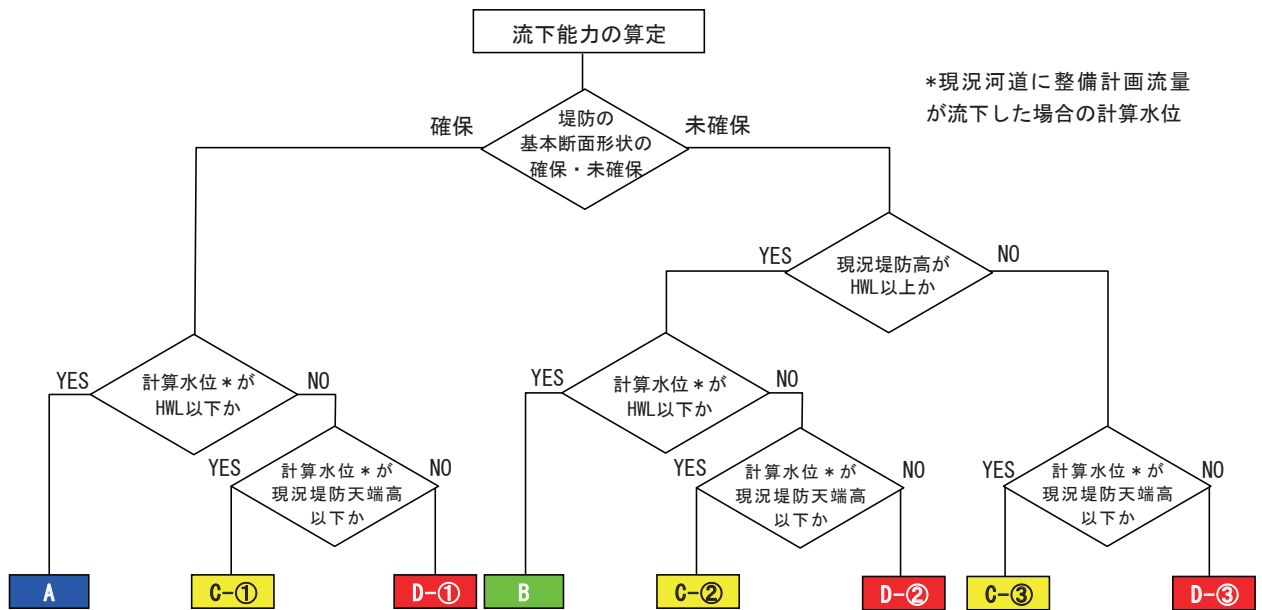 流下能力の算定
*現況河道に整備計画流量
が流下した場合の計算水位
堤防の
基本断面形状の
確保・未確保
確保
未確保
現況堤防高が
HWL以上か
YES
NO
計算水位*が
HWL以下か
YES
NO
計算水位*が
HWL以下か
YES
NO
計算水位*が
現況堤防天端高
以下か
YES
NO
計算水位*が
現況堤防天端高
以下か
YES
NO
計算水位*が
現況堤防天端高
以下か
YES
NO
A
C-①
D-①
B
C-②
D-②
C-③
D-③